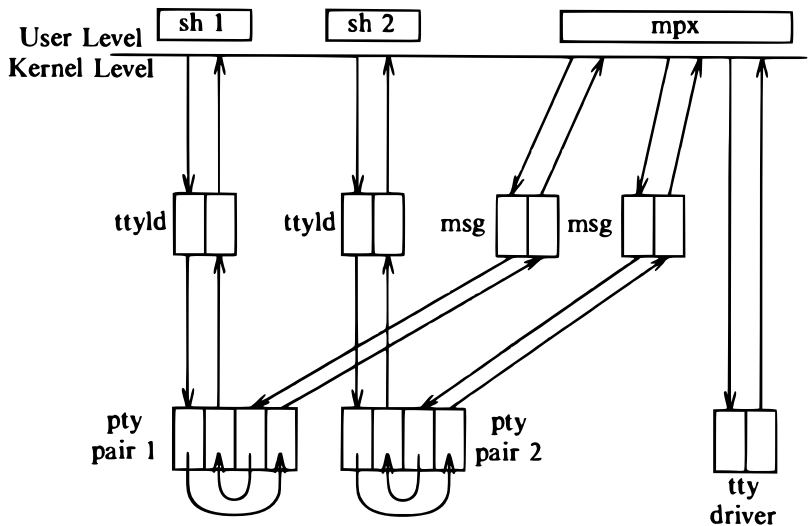 sh 1
sh 2
mpx
User Level
Kernel Level
ttyld
ttyld
msg
msg
pty
pair 1
pty
pair 2
tty
driver